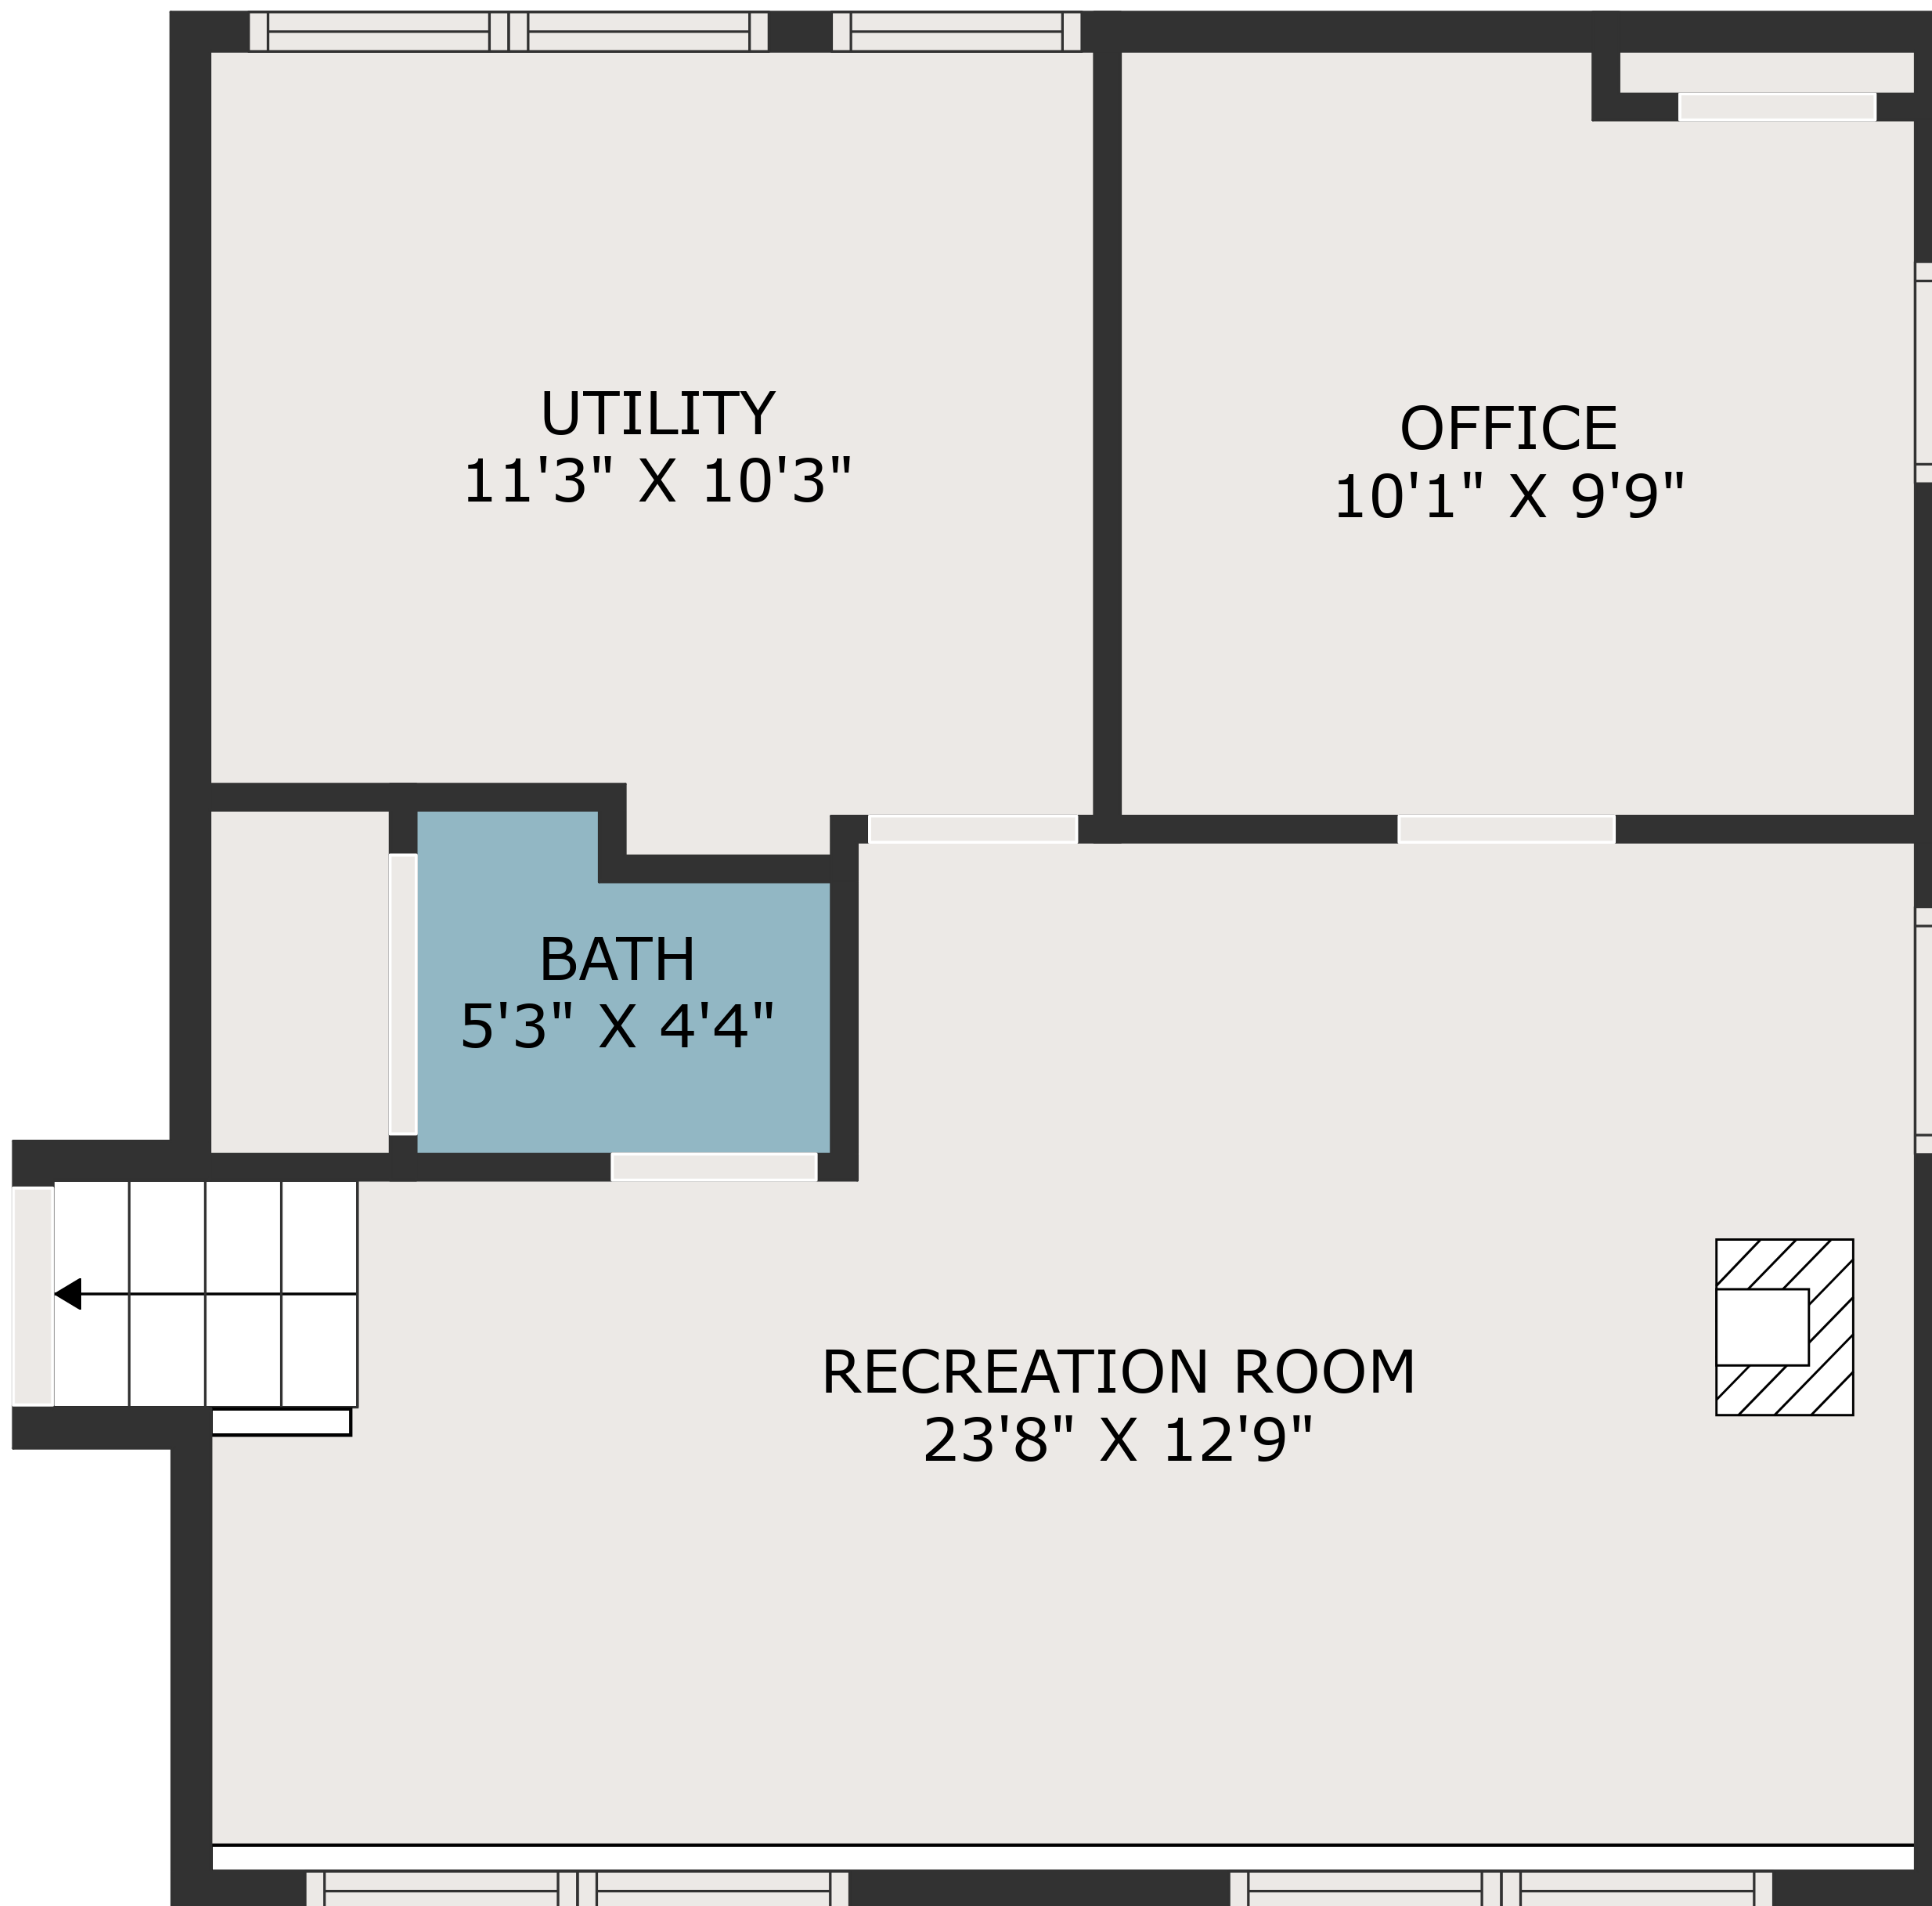 UTILITY
11'3" X 10'3"
OFFICE
10'1" X 9'9"
BATH
5'3" X 4'4"
RECREATION ROOM
23'8" X 12'9"